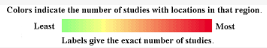 Colors indicate the number of studies with locations in that region.
Least Most
Labels give the exact number of studies.